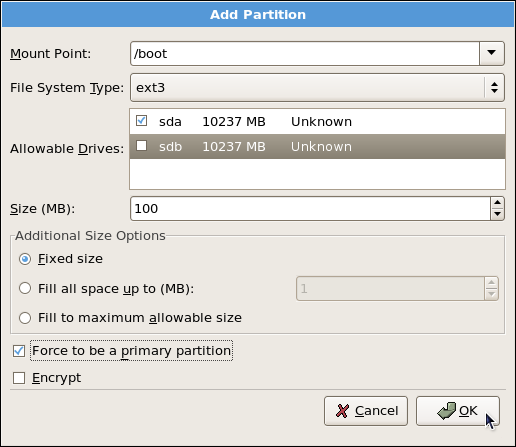 Add Partition
Mount Point: /boot
File System Type: ext3
sda 10237 MB Unknown
Allowable Drives: sdb 10237 MB Unknown
Size (MB): 100
Additional Size Options
Fixed size
Fill all space up to (MB): 1
Fill to maximum allowable size
Force to be a primary partition
Encrypt
Cancel OK